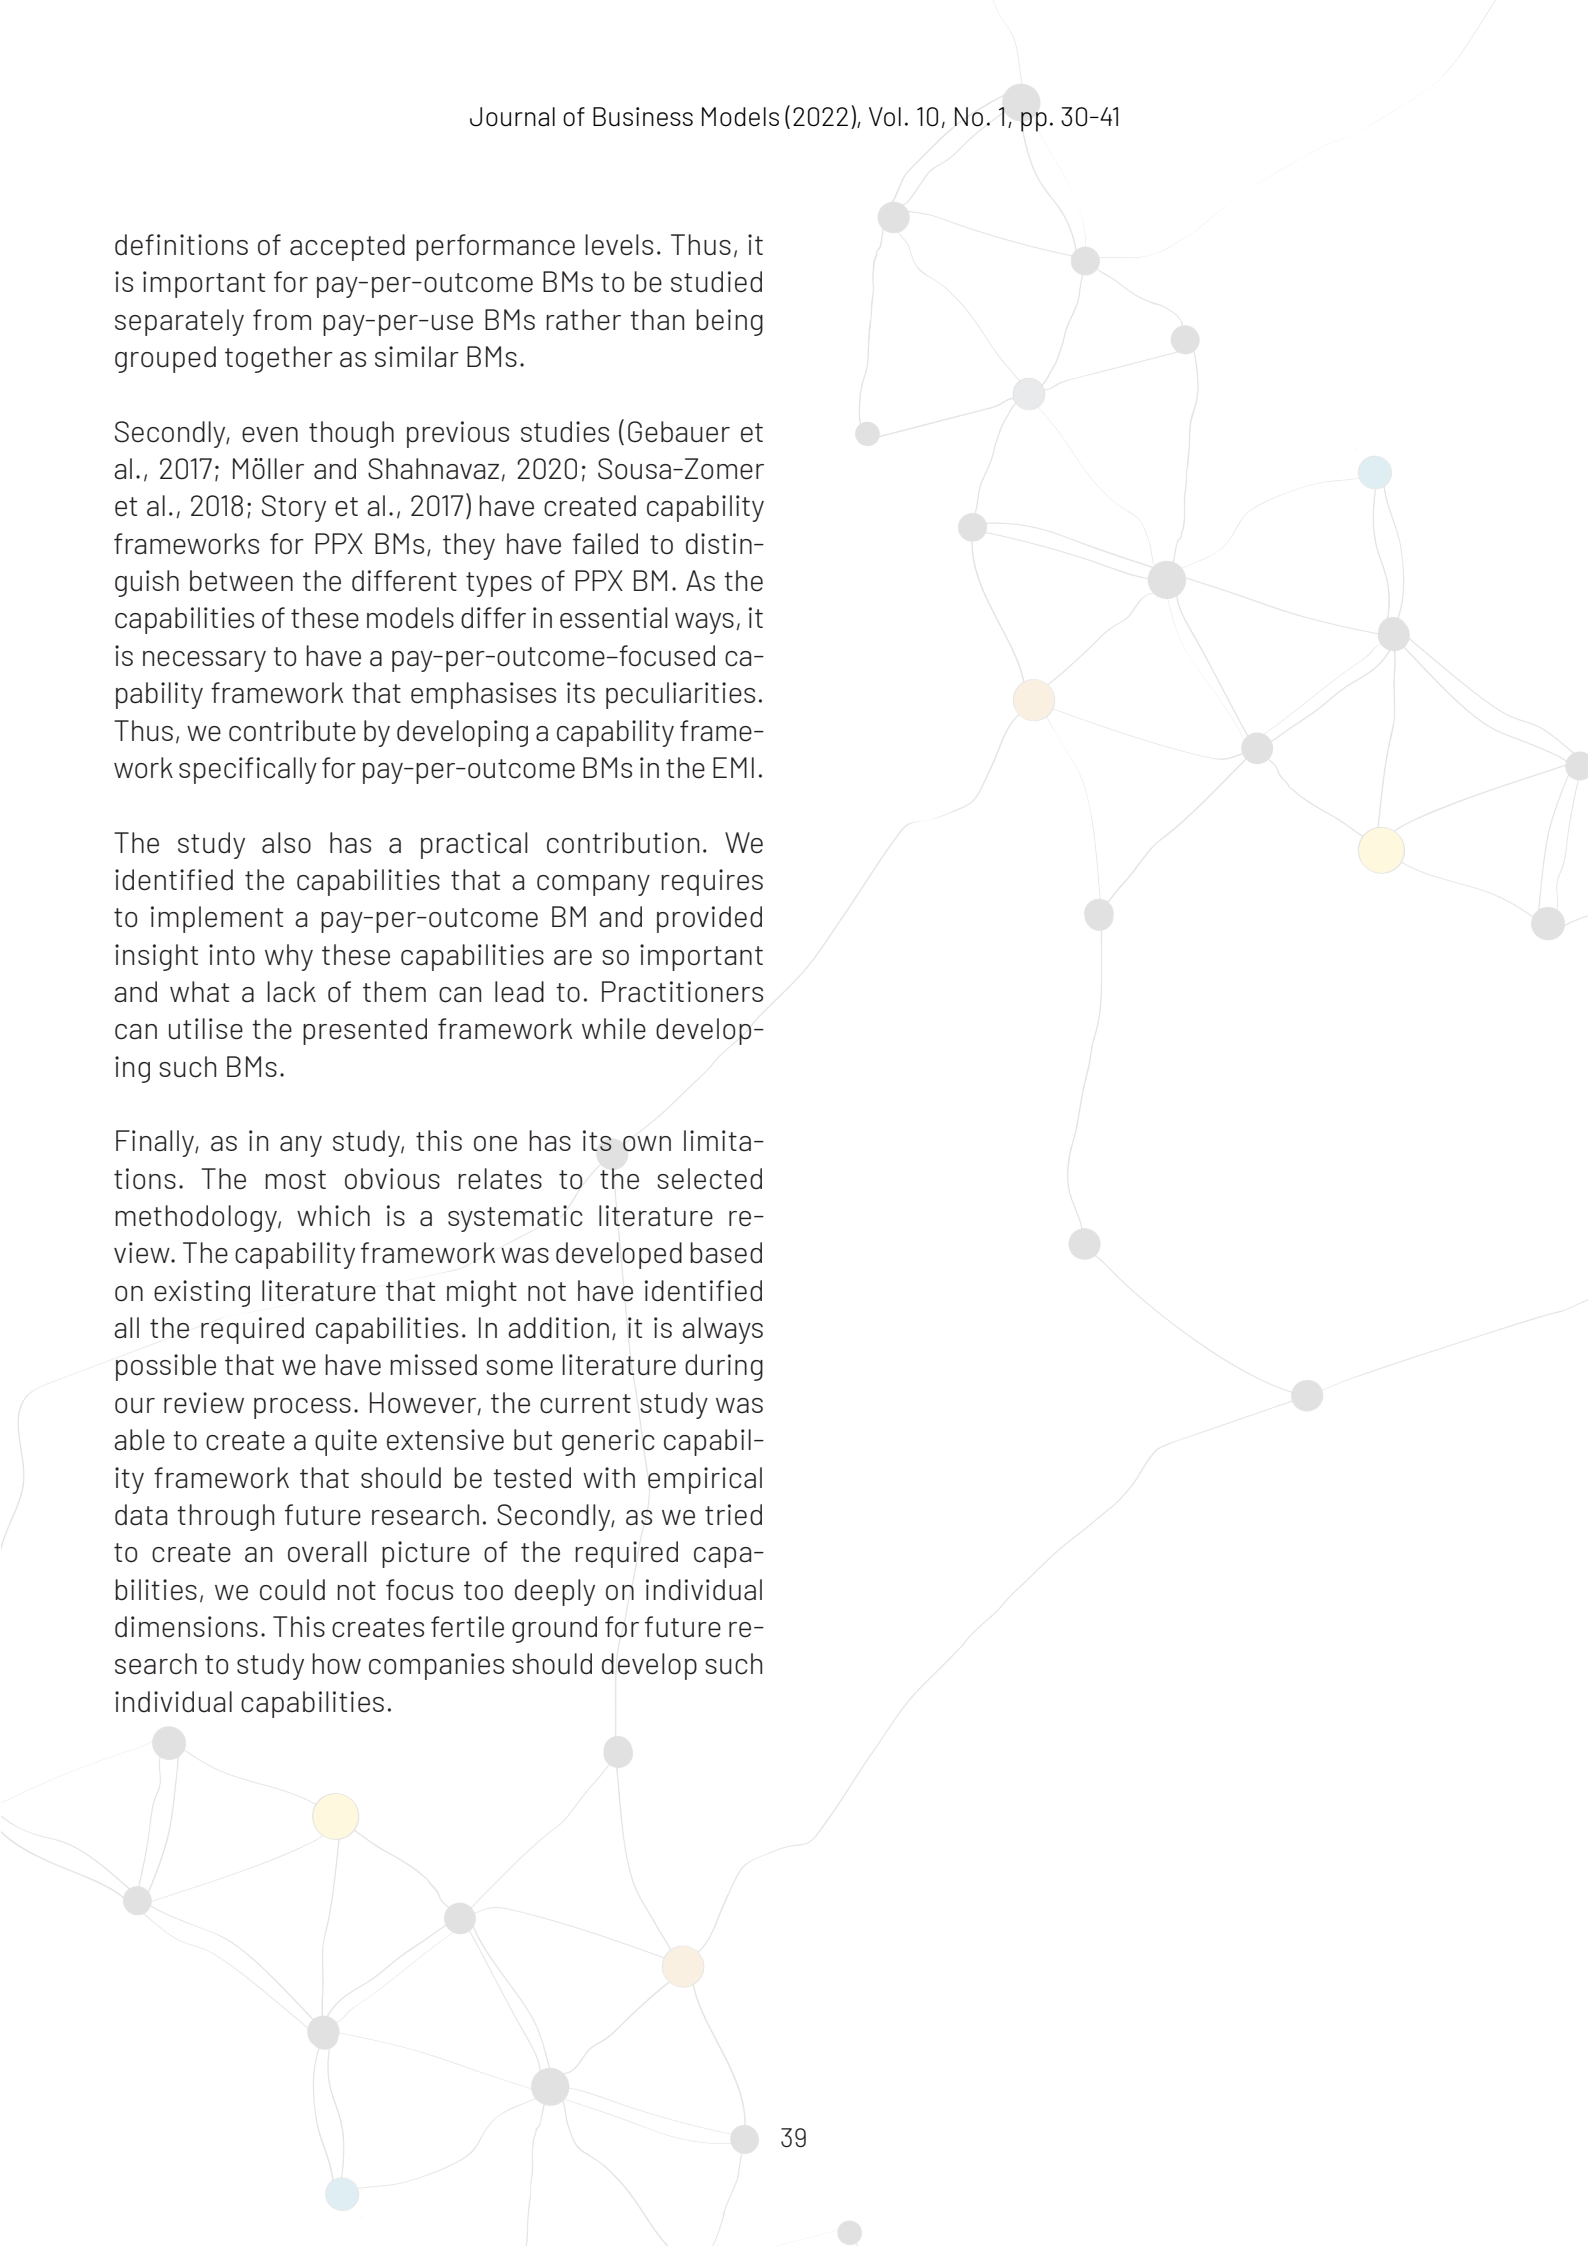 Journal of Business Models (2022), Vol. 10, No. 1, pp. 30-41
definitions of accepted performance levels. Thus, it
is important for pay-per-outcome BMs to be studied
separately from pay-per-use BMs rather than being
grouped together as similar BMs.
Secondly, even though previous studies (Gebauer et
al., 2017; Möller and Shahnavaz, 2020; Sousa-Zomer
et al., 2018; Story et al., 2017) have created capability
frameworks for PPX BMs, they have failed to distin-
guish between the different types of PPX BM. As the
capabilities of these models differ in essential ways, it
is necessary to have a pay-per-outcome–focused ca-
pability framework that emphasises its peculiarities.
Thus, we contribute by developing a capability frame-
work specifically for pay-per-outcome BMs in the EMI.
The study also has a practical contribution. We
identified the capabilities that a company requires
to implement a pay-per-outcome BM and provided
insight into why these capabilities are so important
and what a lack of them can lead to. Practitioners
can utilise the presented framework while develop-
ing such BMs.
Finally, as in any study, this one has its own limita-
tions. The most obvious relates to the selected
methodology, which is a systematic literature re-
view. The capability framework was developed based
on existing literature that might not have identified
all the required capabilities. In addition, it is always
possible that we have missed some literature during
our review process. However, the current study was
able to create a quite extensive but generic capabil-
ity framework that should be tested with empirical
data through future research. Secondly, as we tried
to create an overall picture of the required capa-
bilities, we could not focus too deeply on individual
dimensions. This creates fertile ground for future re-
search to study how companies should develop such
individual capabilities.
39